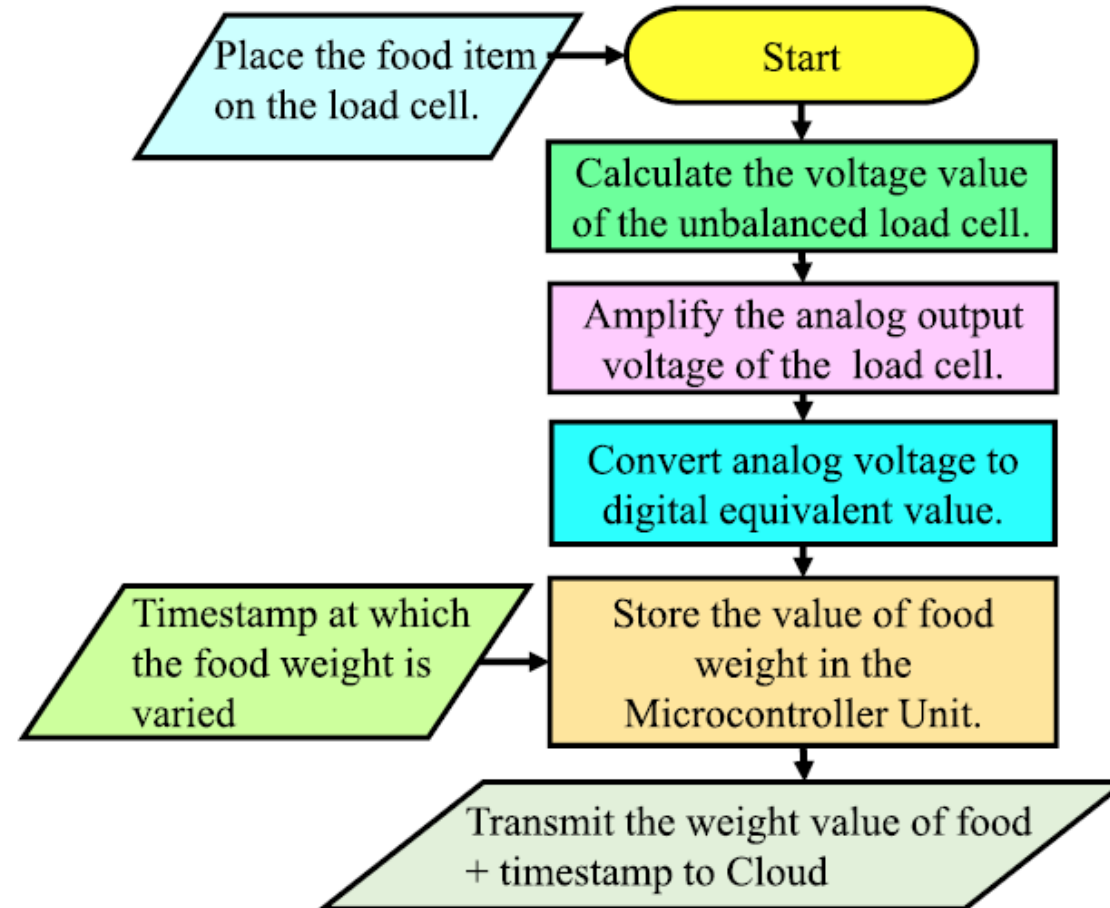 Place the food item
on the load cell.
Start
Calculate the voltage value
of the unbalanced load cell.
Amplify the analog output
voltage of the load cell.
Convert analog voltage to
digital equivalent value.
Timestamp at which
the food weight is
varied
Store the value of food
weight in the
Microcontroller Unit.
Transmit the weight value of food
+ timestamp to Cloud